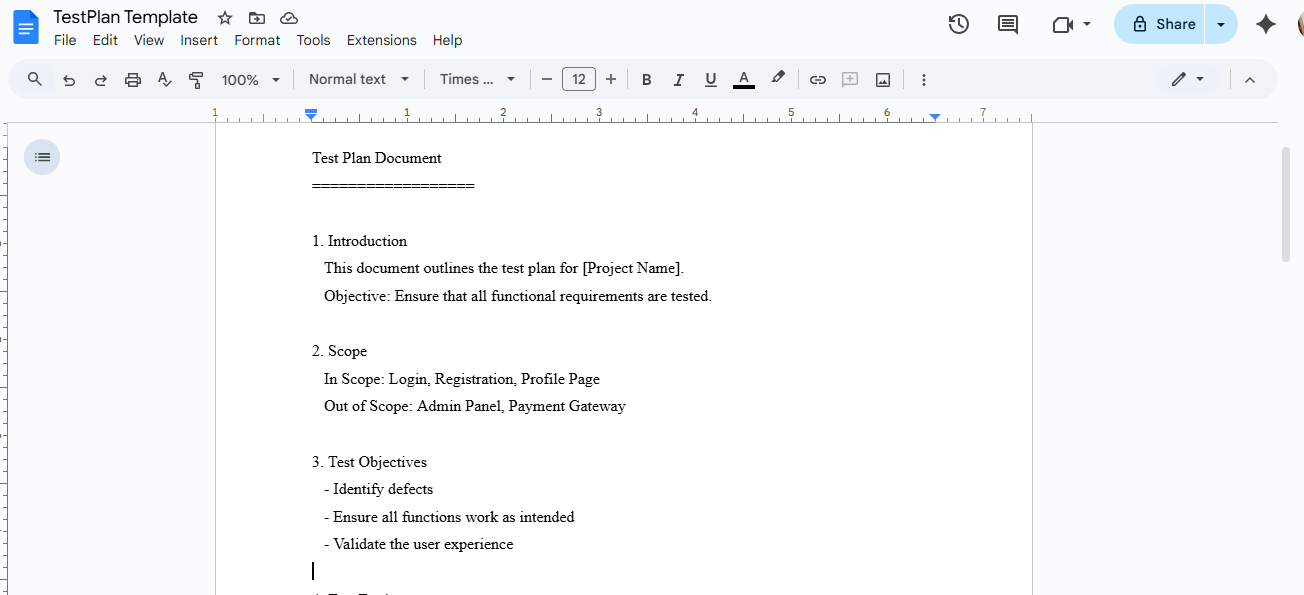 TestPlan Template
File Edit View Insert Format Tools Extensions Help
Share
100% Normal text Times ... 12 B I U A
1 1 2 3 4 5 6 7
Test Plan Document
==================
1. Introduction
This document outlines the test plan for [Project Name].
Objective: Ensure that all functional requirements are tested.
2. Scope
In Scope: Login, Registration, Profile Page
Out of Scope: Admin Panel, Payment Gateway
3. Test Objectives
- Identify defects
- Ensure all functions work as intended
- Validate the user experience